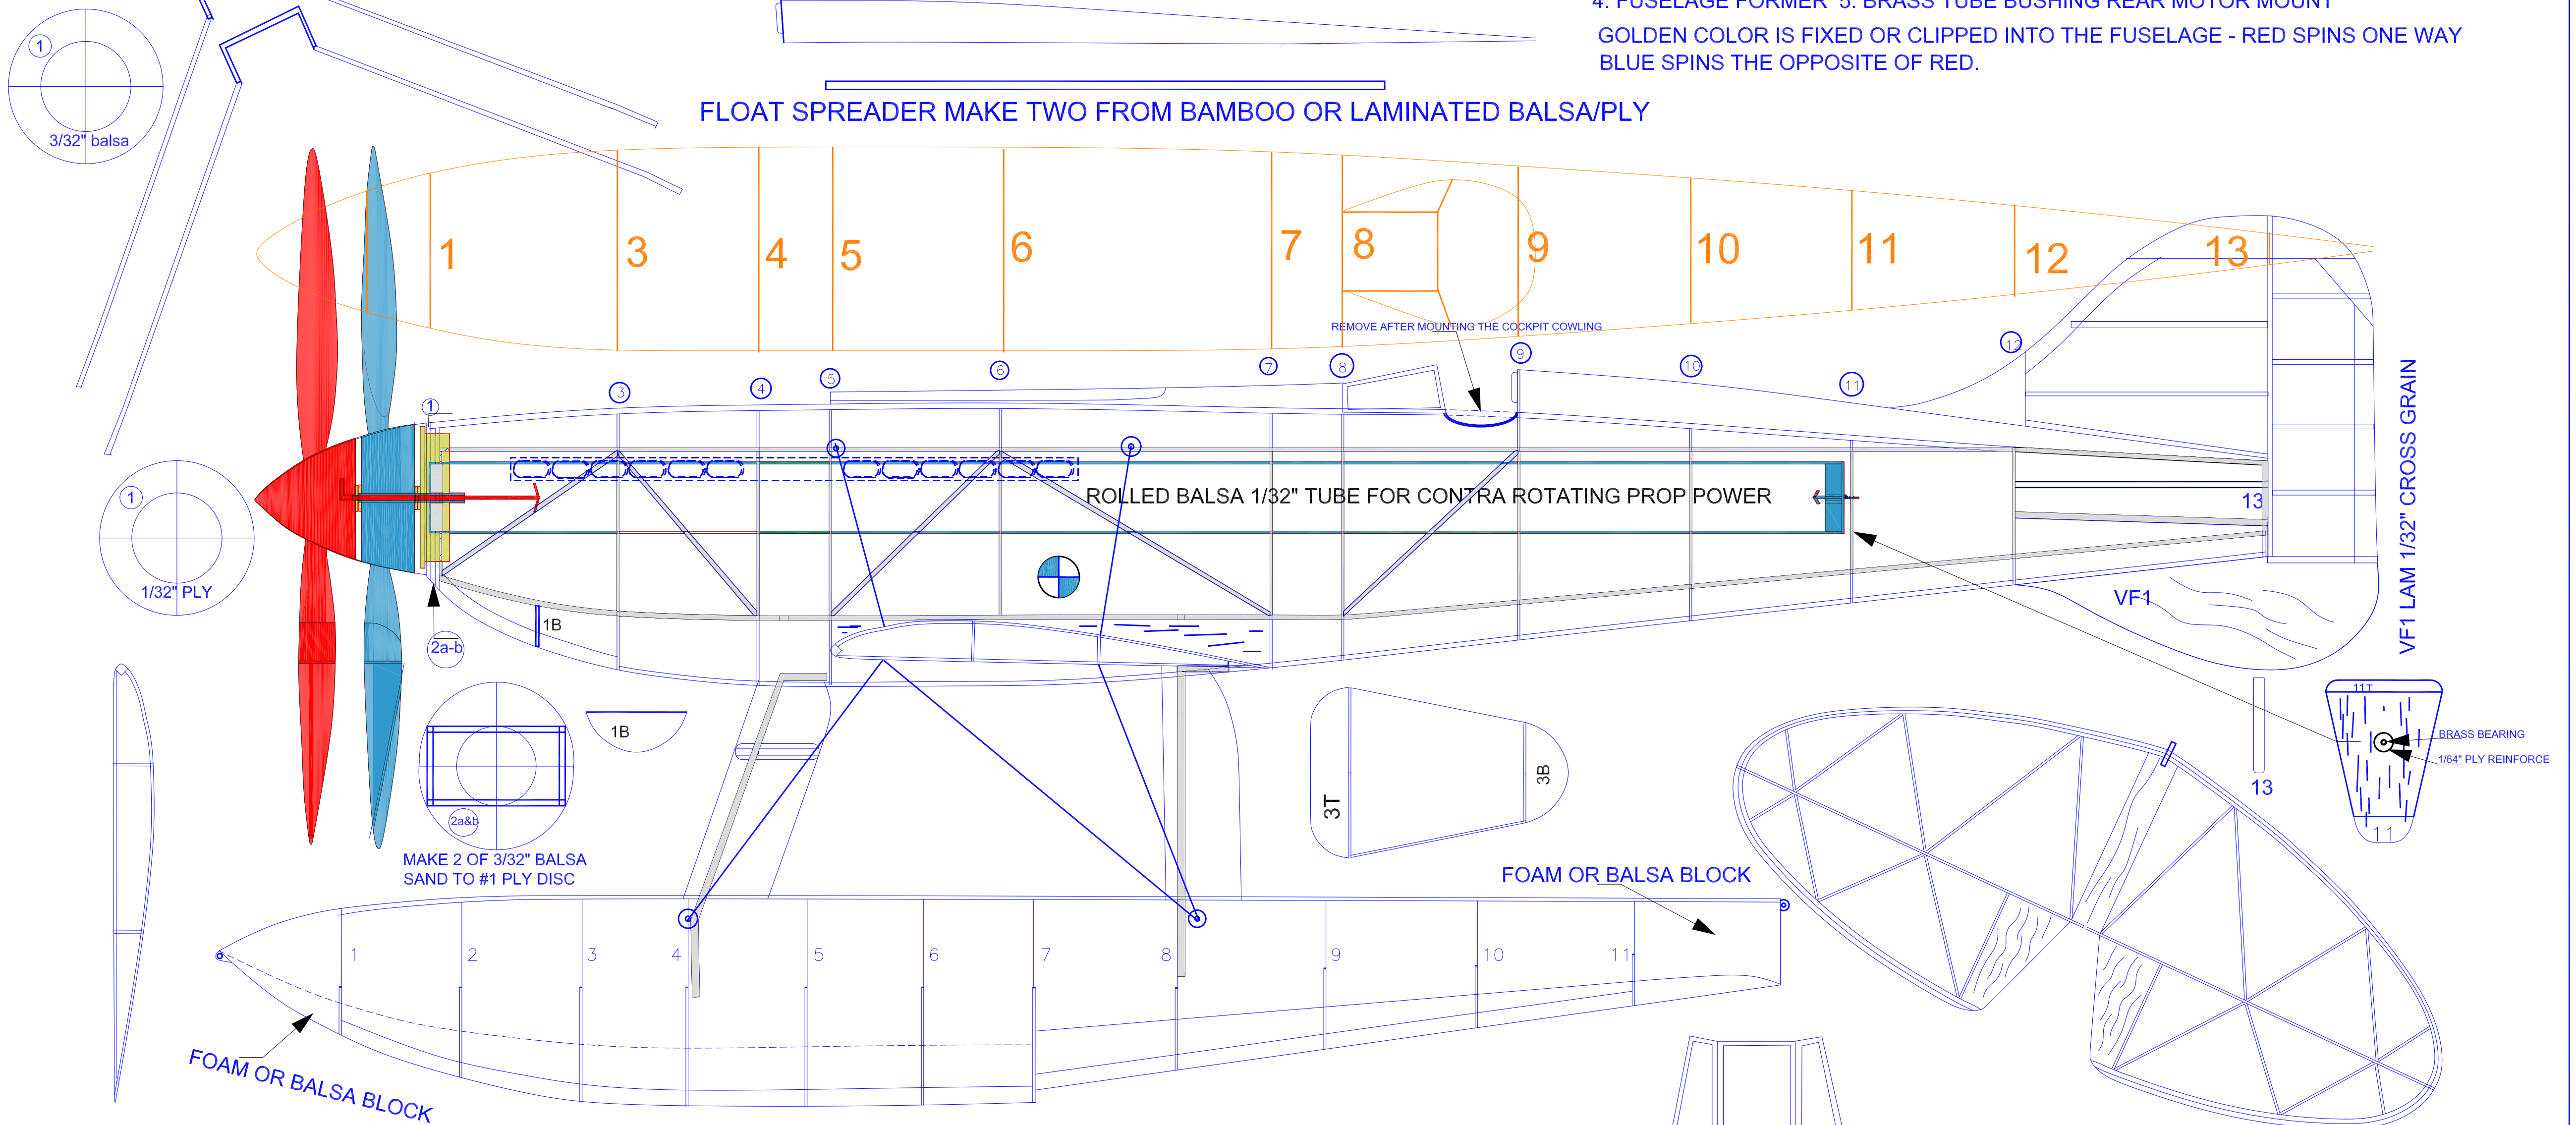 4. FUSELAGE FORMER 5. BRASS TUBE BUSHING REAR MOTOR MOUNT
GOLDEN COLOR IS FIXED OR CLIPPED INTO THE FUSELAGE - RED SPINS ONE WAY
BLUE SPINS THE OPPOSITE OF RED.
1
3/32" balsa
FLOAT SPREADER MAKE TWO FROM BAMBOO OR LAMINATED BALSA/PLY
1
3
4
5
6
7
8
9
10
11
12
13
REMOVE AFTER MOUNTING THE COCKPIT COWLING
1
3
4
5
6
7
8
9
10
11
12
ROLLED BALSA 1/32" TUBE FOR CONTRA ROTATING PROP POWER
13
1
1/32" PLY
VF1 LAM 1/32" CROSS GRAIN
VF1
1B
2a-b
1B
2a&b
MAKE 2 OF 3/32" BALSA
SAND TO #1 PLY DISC
3T
3B
11T
BRASS BEARING
1/64" PLY REINFORCE
11
13
FOAM OR BALSA BLOCK
1
2
3
4
5
6
7
8
9
10
11
FOAM OR BALSA BLOCK